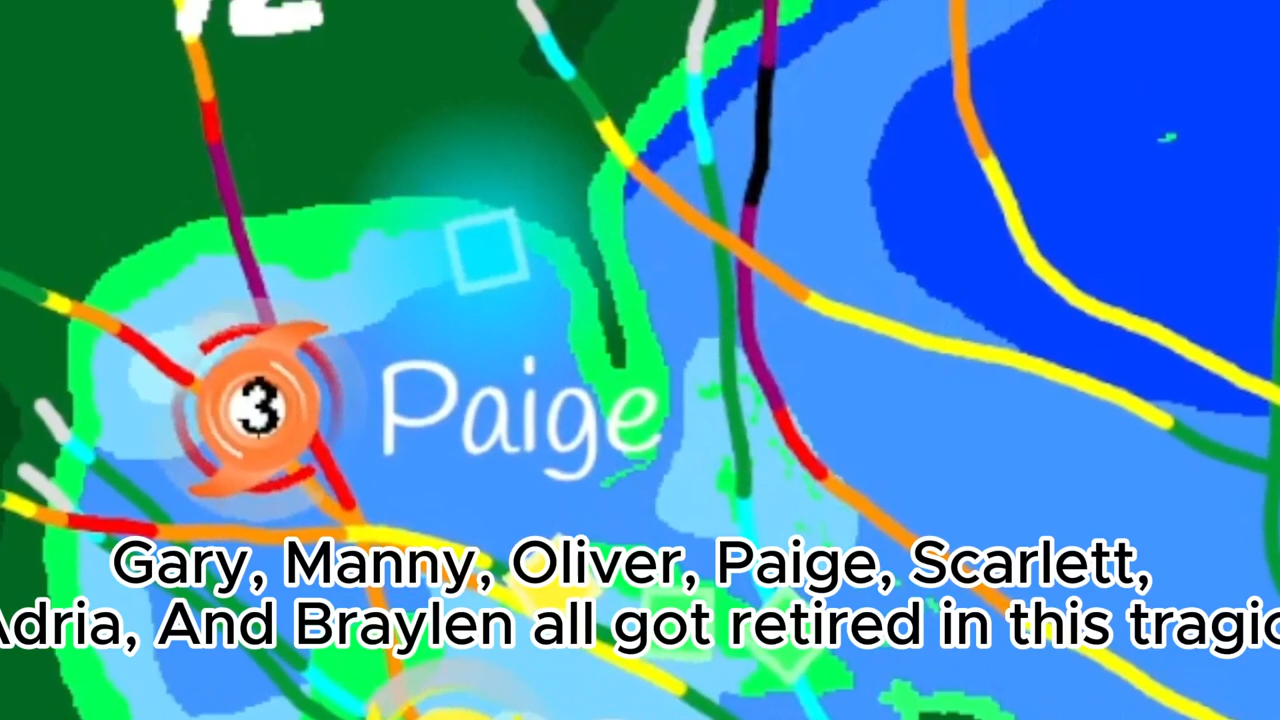 3
Paige
Gary, Manny, Oliver, Paige, Scarlett,
Adria, And Braylen all got retired in this tragic